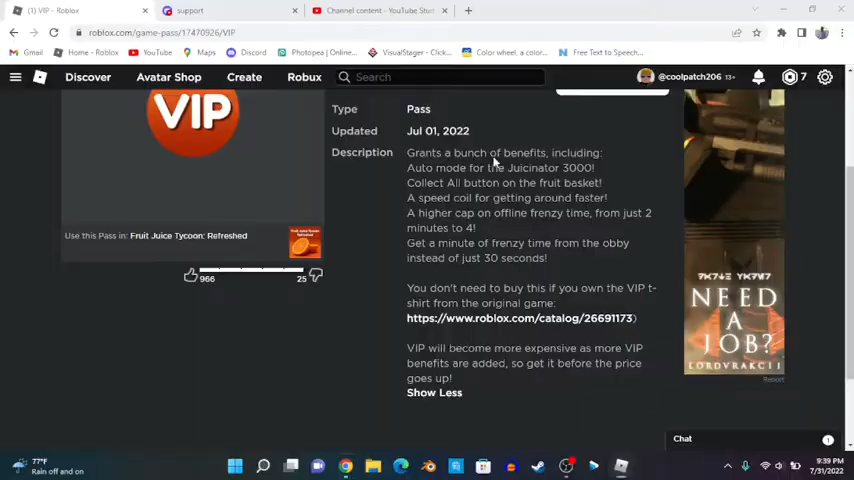 (1) VIP - Roblox
support
Channel content - YouTube Stud
roblox.com/game-pass/17470926/VIP
Gmail
Home - Roblox
YouTube
Maps
Discord
Photopea | Online...
VisualStager - Click...
Color wheel, a color...
Free Text to Speech...
Discover
Avatar Shop
Create
Robux
Search
@coolpatch206 13+
7
VIP
Type
Pass
Updated
Jul 01, 2022
Description
Grants a bunch of benefits, including:
Auto mode for the Juicinator 3000!
Collect All button on the fruit basket!
A speed coil for getting around faster!
A higher cap on offline frenzy time, from just 2
minutes to 4!
Get a minute of frenzy time from the obby
instead of just 30 seconds!
You don't need to buy this if you own the VIP t-
shirt from the original game:
https://www.roblox.com/catalog/26691173)
VIP will become more expensive as more VIP
benefits are added, so get it before the price
goes up!
Show Less
Use this Pass in: Fruit Juice Tycoon: Refreshed
966
25
NEED
A
JOB?
LORDVRAKCII
Report
Chat
1
77°F
Rain off and on
9:39 PM
7/31/2022